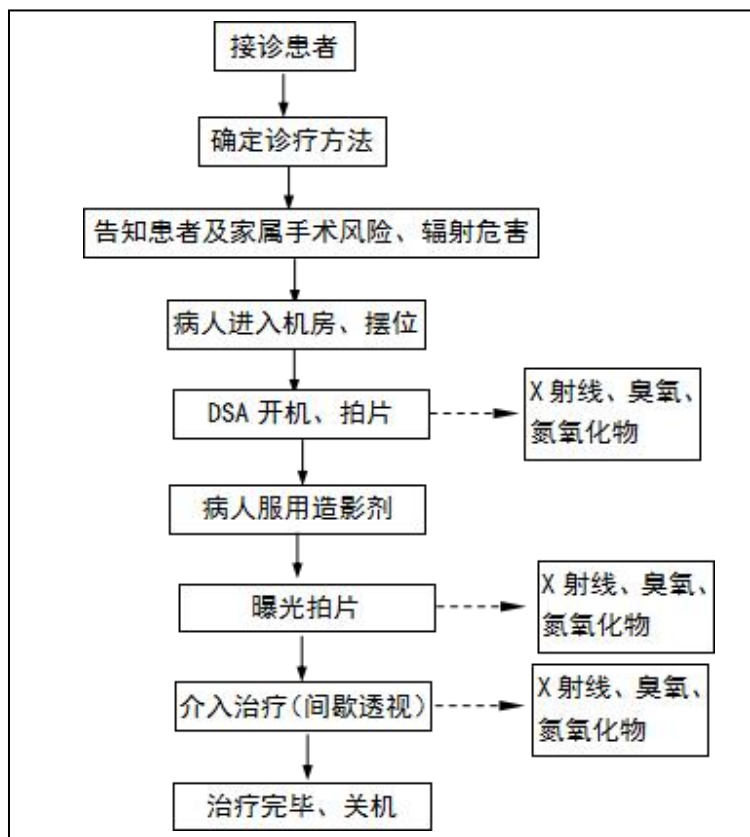 接诊患者
确定诊疗方法
告知患者及家属手术风险、辐射危害
病人进入机房、摆位
DSA 开机、拍片
X 射线、臭氧、
氮氧化物
病人服用造影剂
曝光拍片
X 射线、臭氧、
氮氧化物
介入治疗(间歇透视)
X 射线、臭氧、
氮氧化物
治疗完毕、关机